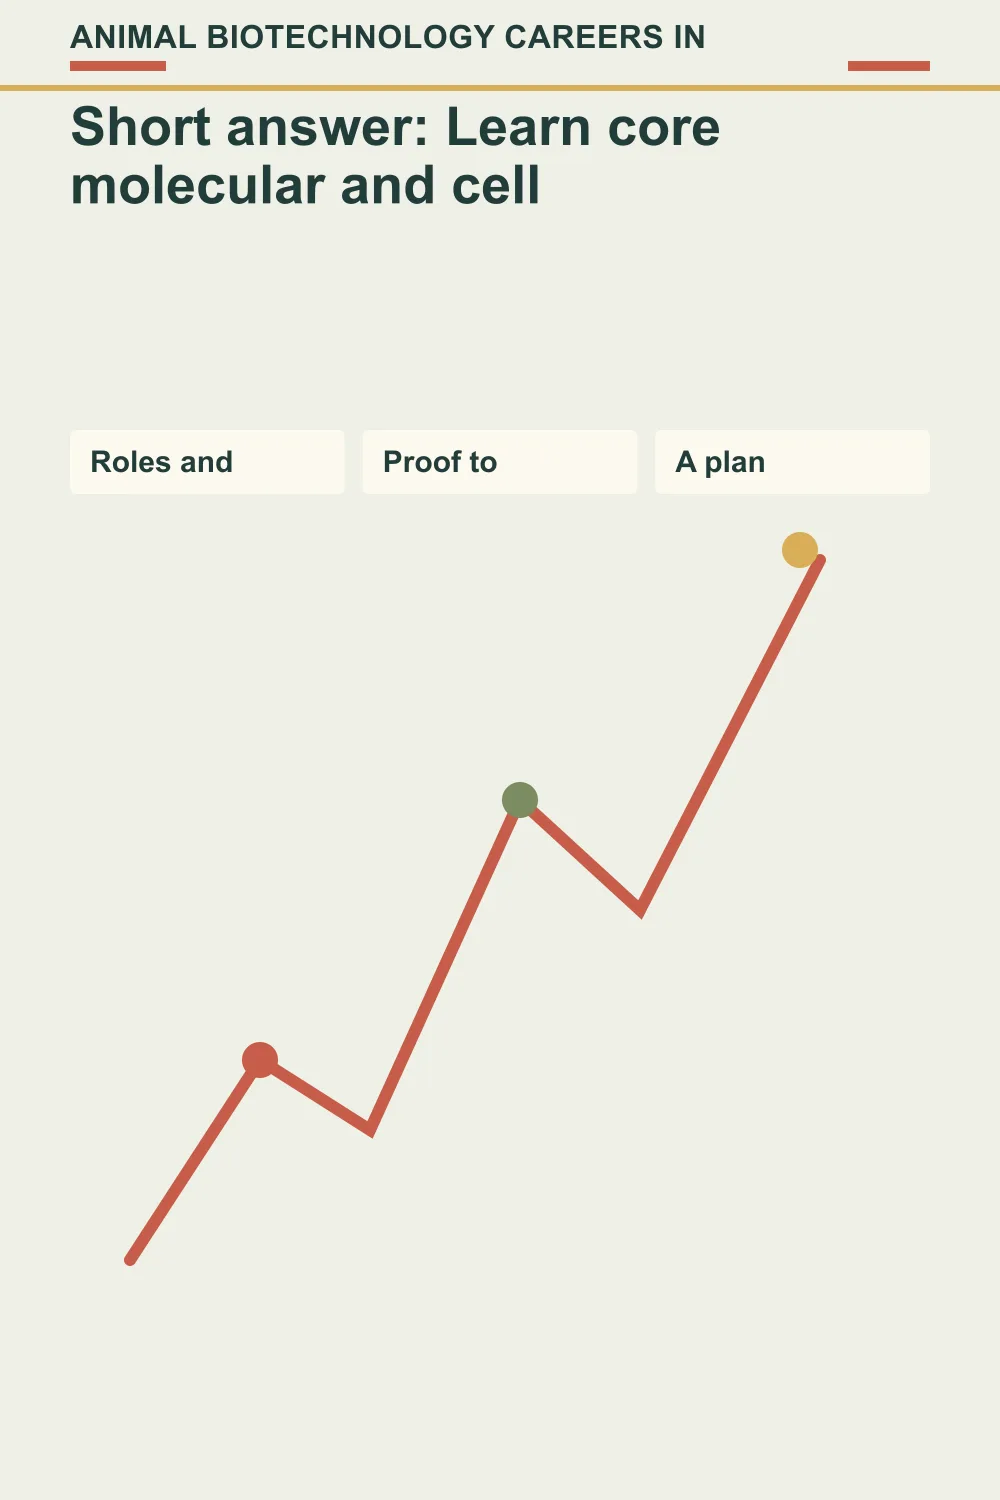 ANIMAL BIOTECHNOLOGY CAREERS IN
Short answer: Learn core
molecular and cell
Roles and
Proof to
A plan